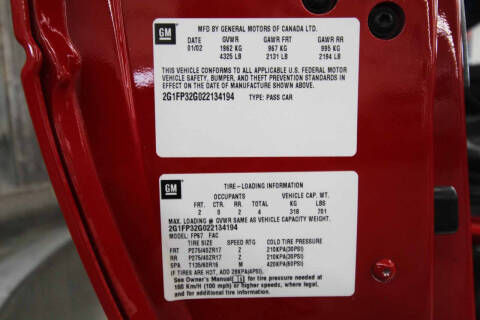 GM
MFD BY GENERAL MOTORS OF CANADA LTD.
DATE GVWR GAWR FRT GAWR RR
01/02 1962 KG 967 KG 995 KG
4325 LB 2131 LB 2194 LB
THIS VEHICLE CONFORMS TO ALL APPLICABLE U.S. FEDERAL MOTOR
VEHICLE SAFETY, BUMPER, AND THEFT PREVENTION STANDARDS IN
EFFECT ON THE DATE OF MANUFACTURE SHOWN ABOVE.
2G1FP32G022134194 TYPE: PASS CAR
GM
TIRE-LOADING INFORMATION
OCCUPANTS VEHICLE CAP. WT.
FRT. CTR. RR. TOTAL KG LBS
2 0 2 4 318 701
MAX. LOADING @ GVWR SAME AS VEHICLE CAPACITY WEIGHT.
2G1FP32G022134194
MODEL: FP67 FAC
TIRE SIZE SPEED RTG COLD TIRE PRESSURE
FRT P275/40ZR17 Z 210KPA(30PSI)
RR P275/40ZR17 Z 210KPA(30PSI)
SPA T135/60R16 M 420KPA(60PSI)
IF TIRES ARE HOT, ADD 28KPA(4PSI).
See Owner's Manual for tire pressure needed at
160 Km/H (100 mph) or higher speeds, where legal,
and for additional tire information.